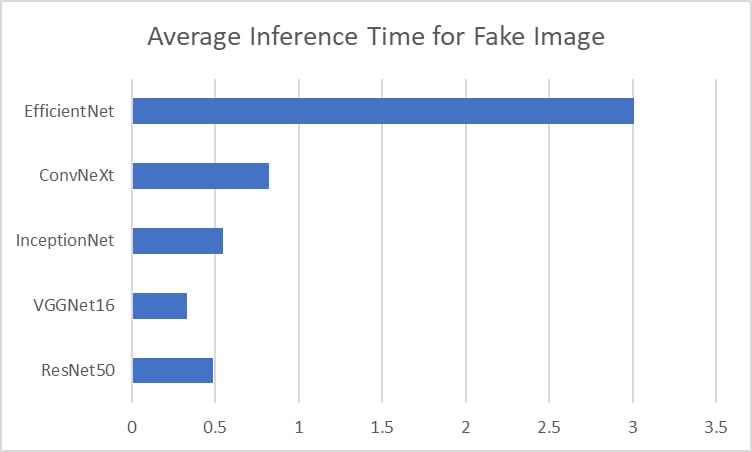 Average Inference Time for Fake Image
EfficientNet
ConvNeXt
InceptionNet
VGGNet16
ResNet50
0 0.5 1 1.5 2 2.5 3 3.5